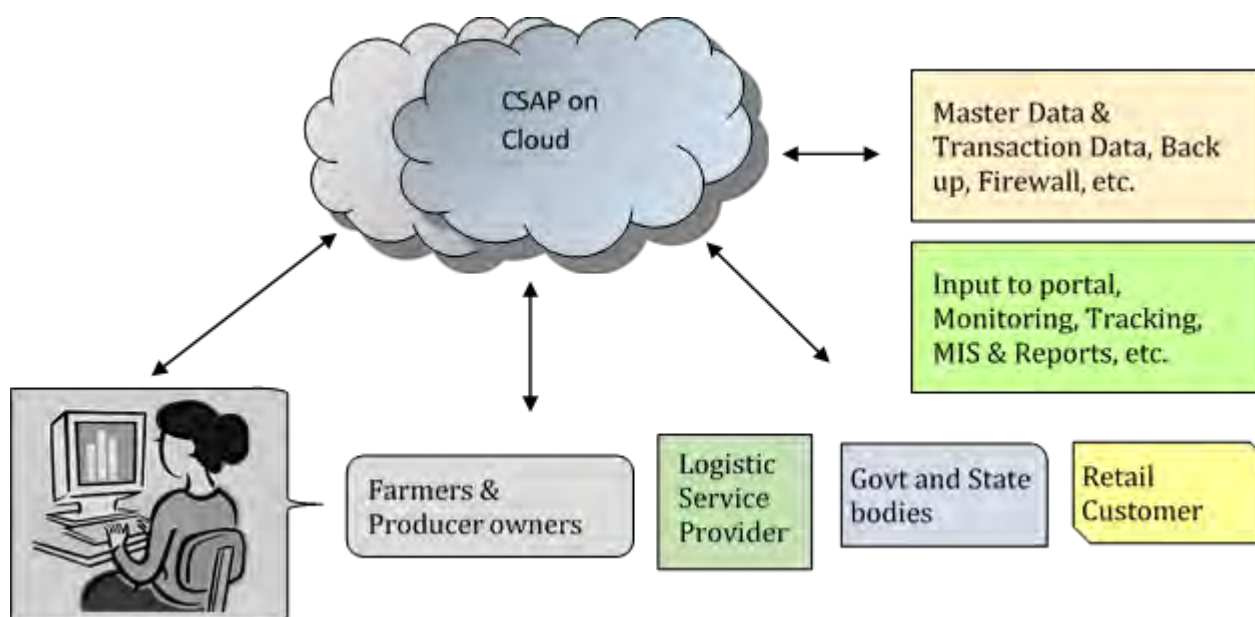 CSAP on
Cloud
Master Data &
Transaction Data, Back
up, Firewall, etc.
Input to portal,
Monitoring, Tracking,
MIS & Reports, etc.
Farmers &
Producer owners
Logistic
Service
Provider
Govt and State
bodies
Retail
Customer